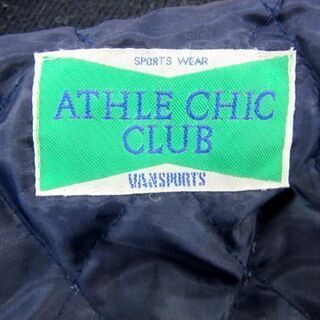 SPORTS WEAR
ATHLE CHIC
CLUB
VANSPORTS